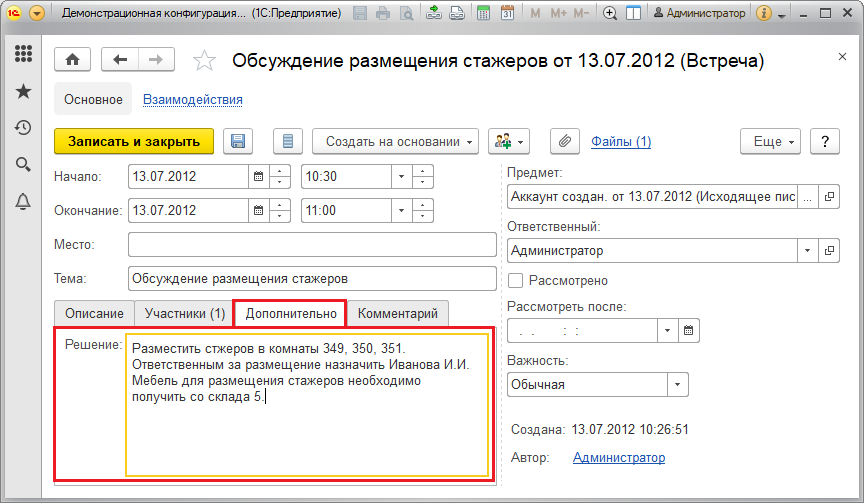 Демонстрационная конфигурация... (1С:Предприятие)
M M+ M- Администратор
Обсуждение размещения стажеров от 13.07.2012 (Встреча)
Основное Взаимодействия
Записать и закрыть Создать на основании Файлы (1) Еще ?
Начало: 13.07.2012 10:30
Окончание: 13.07.2012 11:00
Место:
Тема: Обсуждение размещения стажеров
Описание Участники (1) Дополнительно Комментарий
Решение: Разместить стжеров в комнаты 349, 350, 351.
Ответственным за размещение назначить Иванова И.И.
Мебель для размещения стажеров необходимо
получить со склада 5.
Предмет:
Аккаунт создан. от 13.07.2012 (Исходящее пис ...
Ответственный:
Администратор
Рассмотрено
Рассмотреть после:
. . : :
Важность:
Обычная
Создана: 13.07.2012 10:26:51
Автор: Администратор